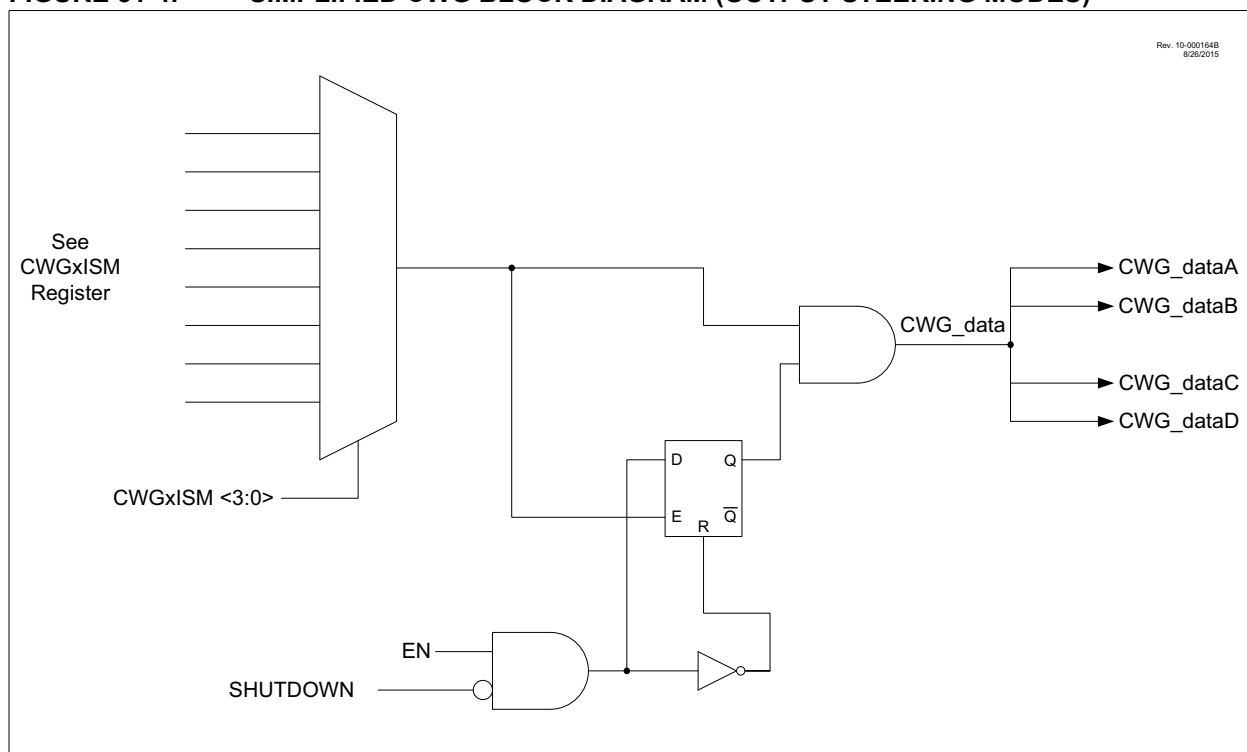 Rev. 10-000164B
8/26/2015
See
CWGxISM
Register
CWGxISM <3:0>
EN
SHUTDOWN
D
Q
E
Q̅
R
CWG_data
CWG_dataA
CWG_dataB
CWG_dataC
CWG_dataD